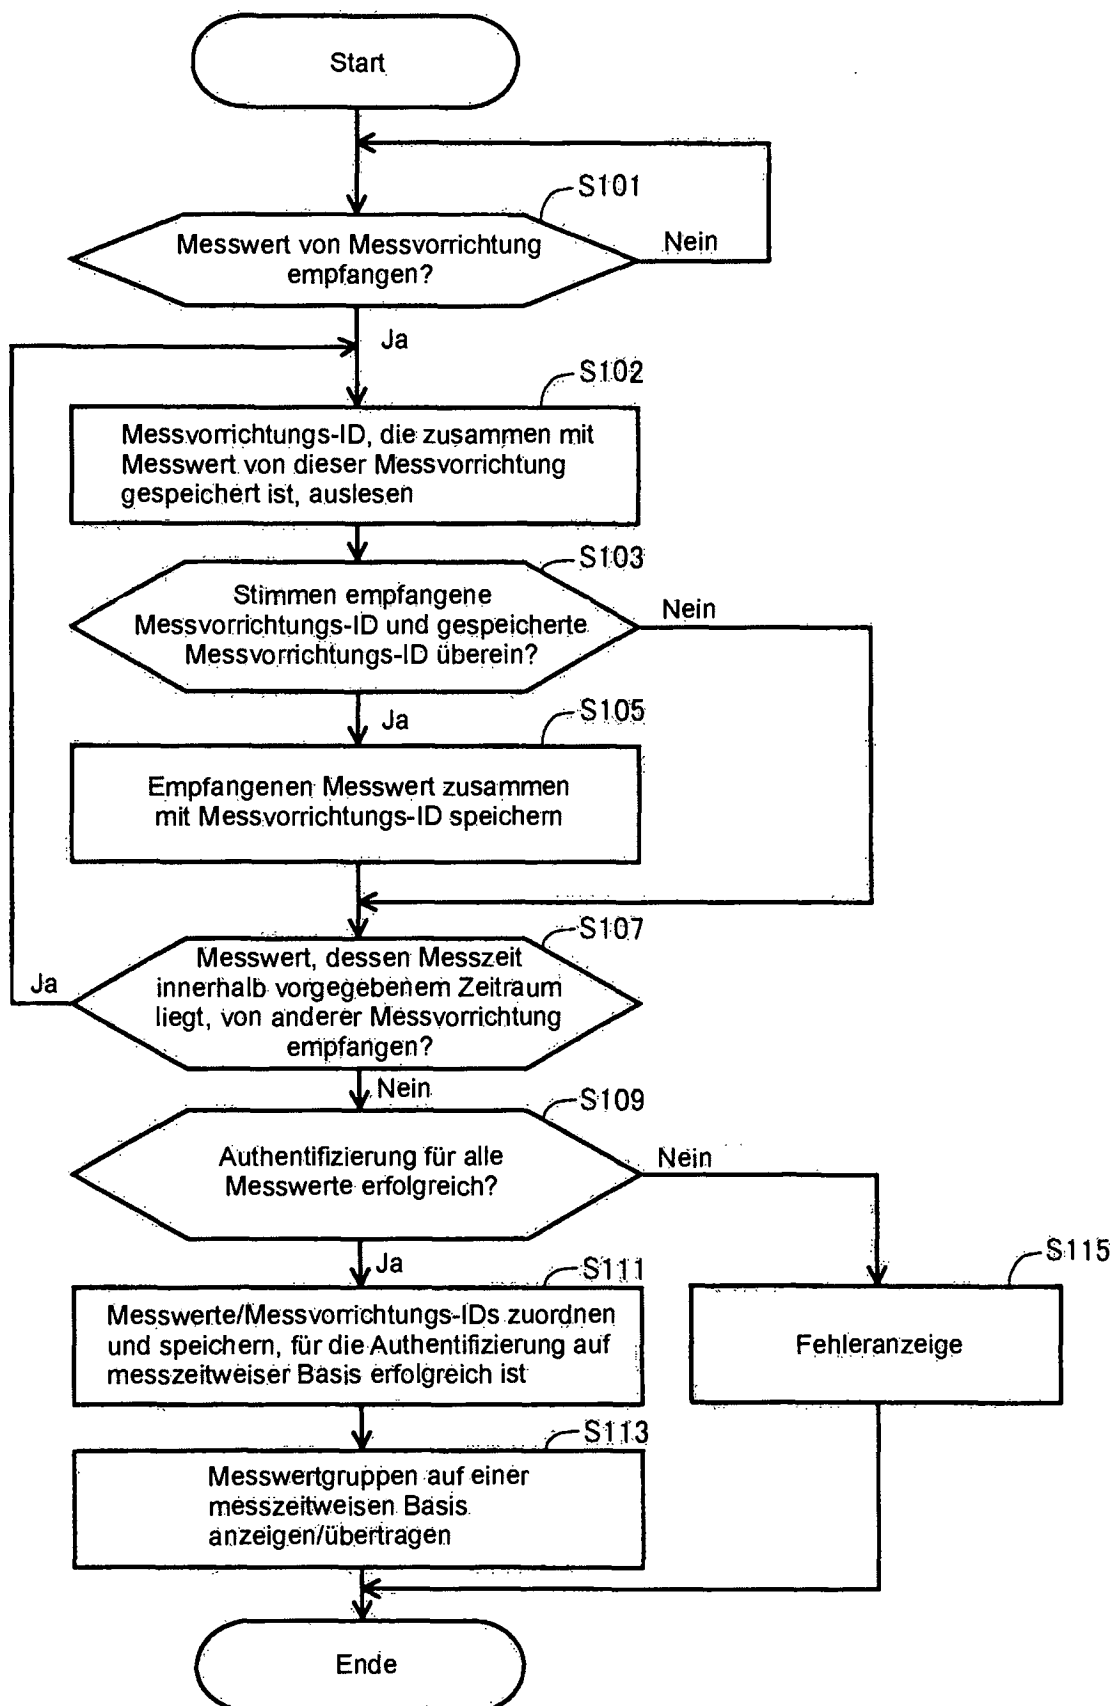 Start
S101
Messwert von Messvorrichtung
empfangen?
Nein
Ja
S102
Messvorrichtungs-ID, die zusammen mit
Messwert von dieser Messvorrichtung
gespeichert ist, auslesen
S103
Stimmen empfangene
Messvorrichtungs-ID und gespeicherte
Messvorrichtungs-ID überein?
Nein
Ja
S105
Empfangenen Messwert zusammen
mit Messvorrichtungs-ID speichern
S107
Messwert, dessen Messzeit
innerhalb vorgegebenem Zeitraum
liegt, von anderer Messvorrichtung
empfangen?
Ja
Nein
S109
Authentifizierung für alle
Messwerte erfolgreich?
Nein
Ja
S111
Messwerte/Messvorrichtungs-IDs zuordnen
und speichern, für die Authentifizierung auf
messzeitweiser Basis erfolgreich ist
S115
Fehleranzeige
S113
Messwertgruppen auf einer
messzeitweisen Basis
anzeigen/übertragen
Ende